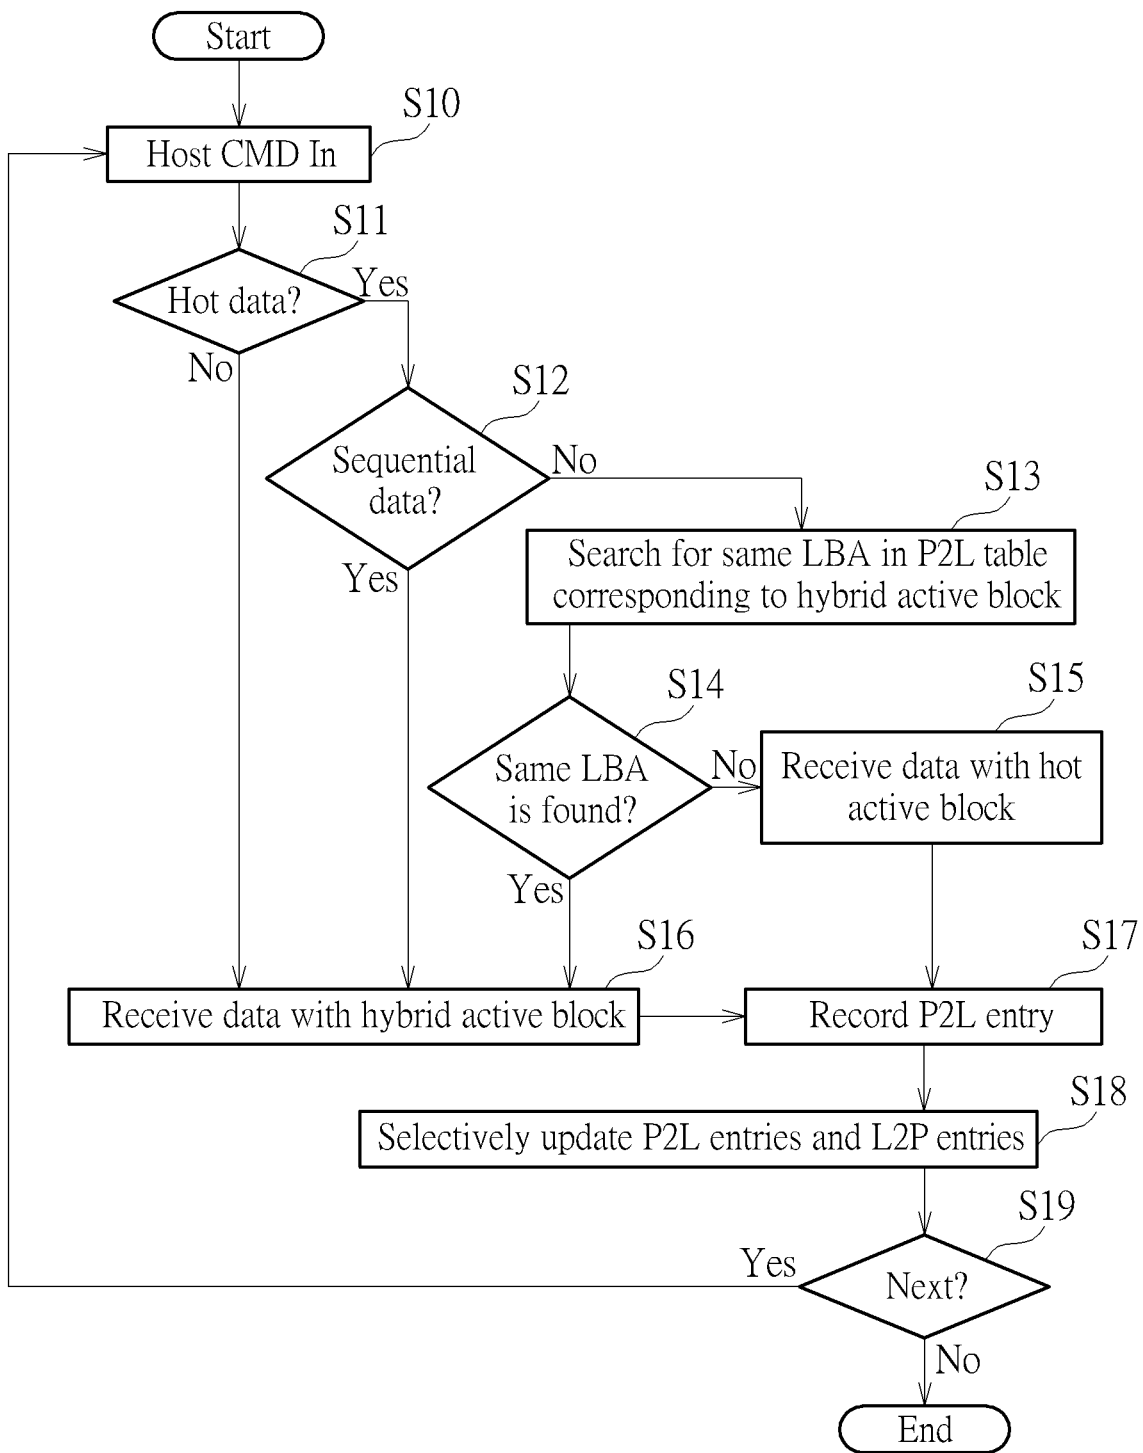 Start
S10
Host CMD In
S11
Hot data?
Yes
No
S12
Sequential
data?
No
Yes
S13
Search for same LBA in P2L table
corresponding to hybrid active block
S14
Same LBA
is found?
No
Yes
S15
Receive data with hot
active block
S16
Receive data with hybrid active block
S17
Record P2L entry
S18
Selectively update P2L entries and L2P entries
S19
Next?
Yes
No
End